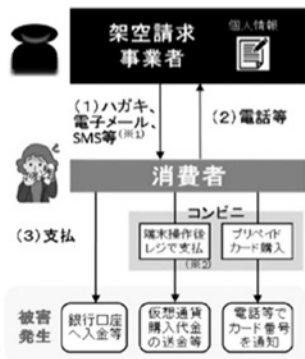 架空請求
事業者
個人情報
(1)ハガキ、
電子メール、
SMS等(※1)
(2)電話等
消費者
(3)支払
コンビニ
端末操作後
レジで支払
(※2)
プリペイド
カード購入
被害
発生
銀行口座
へ入金等
仮想通貨
購入代金
の送金等
電話等で
カード番号
を通知